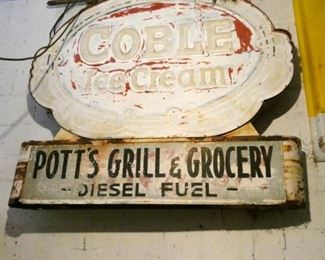 COBLE
Ice Cream
POTT'S GRILL & GROCERY
- DIESEL FUEL -